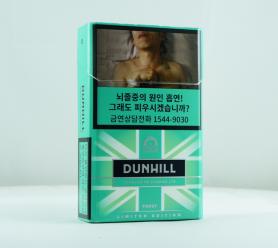 뇌졸중의 원인 흡연!
그래도 피우시겠습니까?
금연상담전화 1544-9030
DUNHILL
LIMITED EDITION